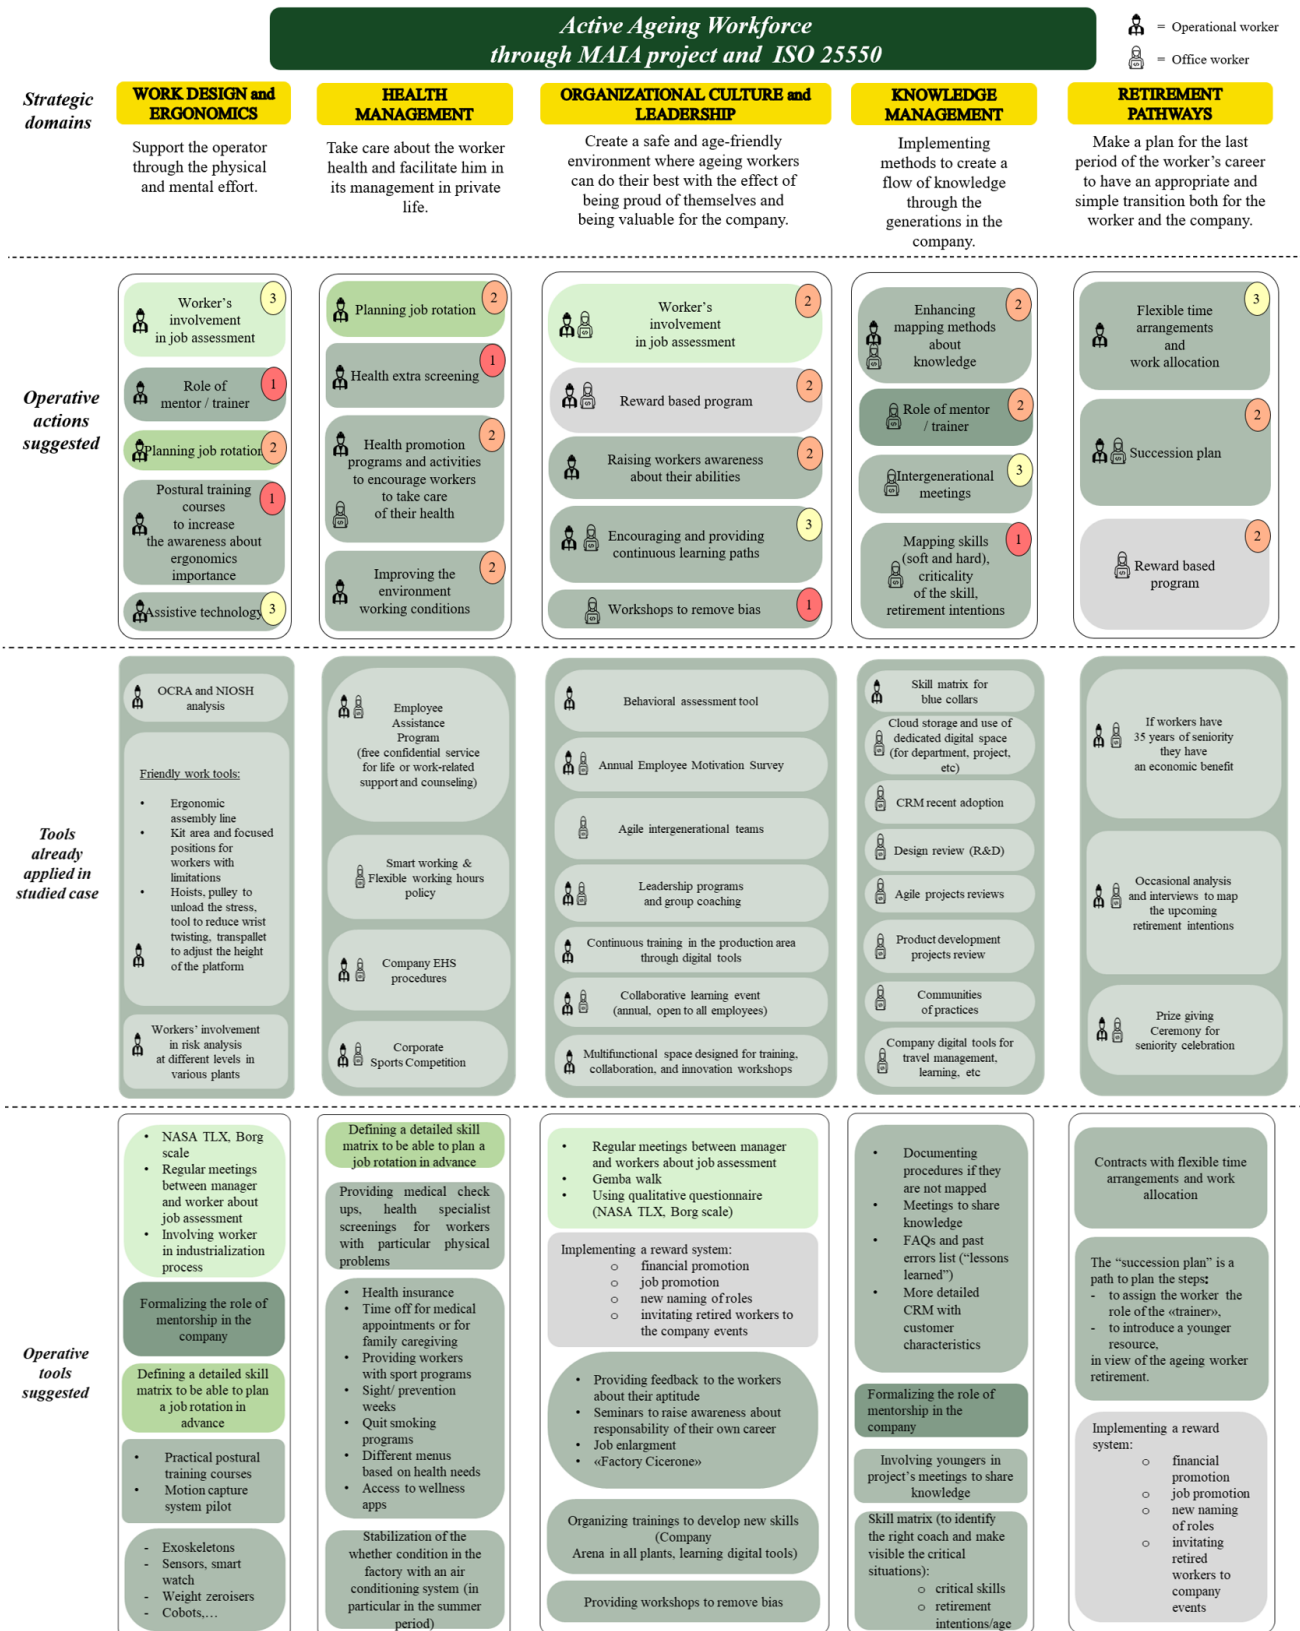 Active Ageing Workforce
through MAIA project and ISO 25550
= Operational worker
= Office worker
Strategic
domains
WORK DESIGN and
ERGONOMICS
Support the operator
through the physical
and mental effort.
HEALTH
MANAGEMENT
Take care about the worker
health and facilitate him in
its management in private
life.
ORGANIZATIONAL CULTURE and
LEADERSHIP
Create a safe and age-friendly
environment where ageing workers
can do their best with the effect of
being proud of themselves and
being valuable for the company.
KNOWLEDGE
MANAGEMENT
Implementing
methods to create a
flow of knowledge
through the
generations in the
company.
RETIREMENT
PATHWAYS
Make a plan for the last
period of the worker's career
to have an appropriate and
simple transition both for the
worker and the company.
Operative
actions
suggested
Worker's
involvement
in job assessment
3
Role of
mentor / trainer
1
Planning job rotation
2
Postural training
courses
to increase
the awareness about
ergonomics
importance
1
Assistive technology
3
Planning job rotation
2
Health extra screening
1
Health promotion
programs and activities
to encourage workers
to take care
of their health
2
Improving the
environment
working conditions
2
Worker's
involvement
in job assessment
2
Reward based program
2
Raising workers awareness
about their abilities
2
Encouraging and providing
continuous learning paths
3
Workshops to remove bias
1
Enhancing
mapping methods
about
knowledge
2
Role of mentor
/ trainer
2
Intergenerational
meetings
3
Mapping skills
(soft and hard),
criticality
of the skill,
retirement intentions
1
Flexible time
arrangements
and
work allocation
3
Succession plan
2
Reward based
program
2
Tools
already
applied in
studied case
OCRA and NIOSH
analysis
Friendly work tools:
• Ergonomic
assembly line
• Kit area and focused
positions for
workers with
limitations
• Hoists, pulley to
unload the stress,
tool to reduce wrist
twisting, transpallet
to adjust the height
of the platform
Workers' involvement
in risk analysis
at different levels in
various plants
Employee
Assistance
Program
(free confidential service
for life or work-related
support and counseling)
Smart working &
Flexible working hours
policy
Company EHS
procedures
Corporate
Sports Competition
Behavioral assessment tool
Annual Employee Motivation Survey
Agile intergenerational teams
Leadership programs
and group coaching
Continuous training in the production area
through digital tools
Collaborative learning event
(annual, open to all employees)
Multifunctional space designed for training,
collaboration, and innovation workshops
Skill matrix for
blue collars
Cloud storage and use of
dedicated digital space
(for department, project,
etc)
CRM recent adoption
Design review (R&D)
Agile projects reviews
Product development
projects review
Communities
of practices
Company digital tools for
travel management,
learning, etc
If workers have
35 years of seniority
they have
an economic benefit
Occasional analysis
and interviews to map
the upcoming
retirement intentions
Prize giving
Ceremony for
seniority celebration
Operative
tools
suggested
• NASA TLX, Borg
scale
• Regular meetings
between manager
and worker about
job assessment
• Involving worker
in industrialization
process
Formalizing the role of
mentorship in the
company
Defining a detailed skill
matrix to be able to plan
a job rotation in
advance
• Practical postural
training courses
• Motion capture
system pilot
- Exoskeletons
- Sensors, smart
watch
- Weight zeroisers
- Cobots,…
Defining a detailed skill
matrix to be able to plan a
job rotation in advance
Providing medical check
ups, health specialist
screenings for workers
with particular physical
problems
• Health insurance
• Time off for medical
appointments or for
family caregiving
• Providing workers
with sport programs
• Sight/ prevention
weeks
• Quit smoking
programs
• Different menus
based on health needs
• Access to wellness
apps
Stabilization of the
whether condition in the
factory with an air
conditioning system (in
particular in the summer
period)
• Regular meetings between manager
and workers about job assessment
• Gemba walk
• Using qualitative questionnaire
(NASA TLX, Borg scale)
Implementing a reward system:
o financial promotion
o job promotion
o new naming of roles
o invitating retired workers to
the company events
• Providing feedback to the workers
about their aptitude
• Seminars to raise awareness about
responsability of their own career
• Job enlargment
• «Factory Cicerone»
Organizing trainings to develop new skills
(Company
Arena in all plants, learning digital tools)
Providing workshops to remove bias
• Documenting
procedures if they
are not mapped
• Meetings to share
knowledge
• FAQs and past
errors list ("lessons
learned")
• More detailed
CRM with
customer
characteristics
Formalizing the role of
mentorship in the
company
Involving youngers in
project's meetings to share
knowledge
Skill matrix (to identify
the right coach and make
visible the critical
situations):
o critical skills
o retirement
intentions/age
Contracts with flexible time
arrangements and work
allocation
The "succession plan" is a
path to plan the steps:
- to assign the worker the
role of the «trainer»,
- to introduce a younger
resource,
in view of the ageing worker
retirement.
Implementing a reward
system:
o financial
promotion
o job promotion
o new naming
of roles
o invitating
retired
workers to
company
events